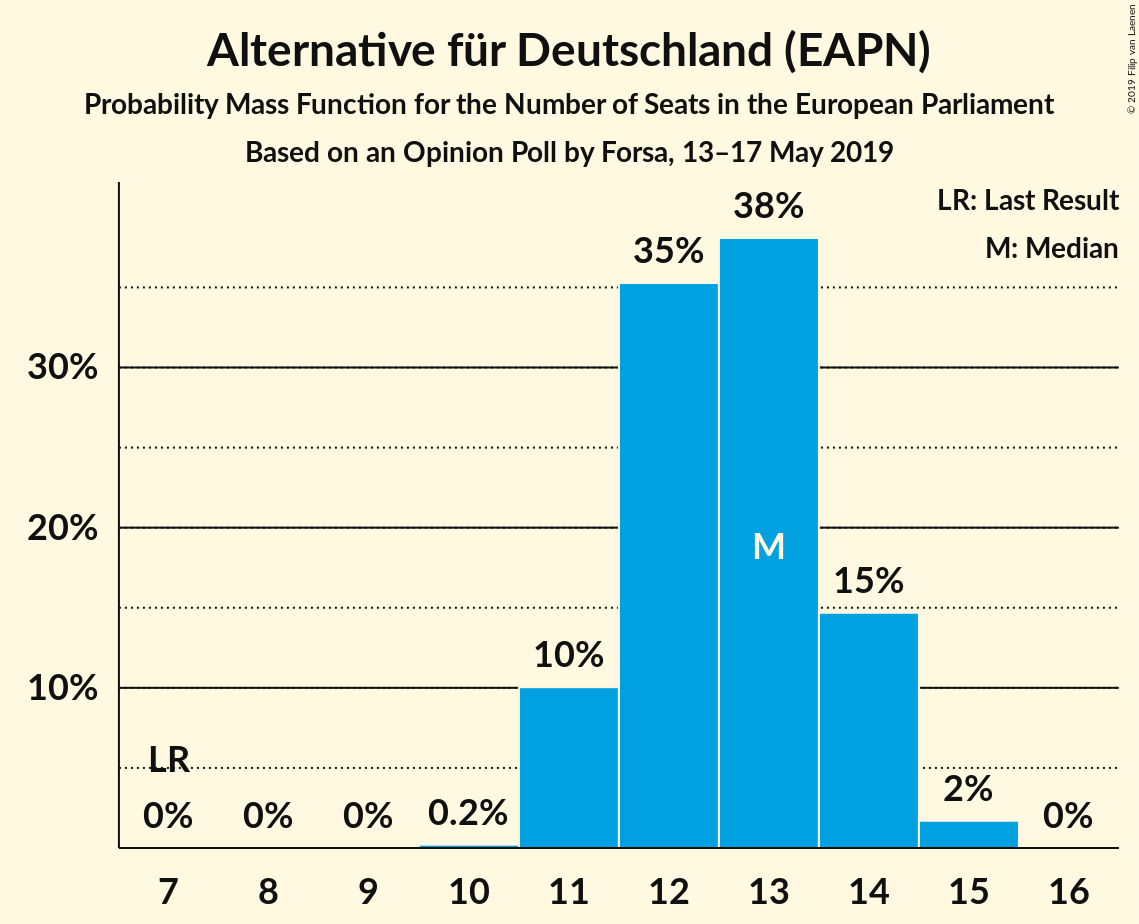 Alternative für Deutschland (EAPN)
Probability Mass Function for the Number of Seats in the European Parliament
Based on an Opinion Poll by Forsa, 13–17 May 2019
© 2019 Filip van Laenen
LR: Last Result
M: Median
38%
35%
30%
20%
M
15%
10%
10%
LR
0%
0%
0%
0.2%
2%
0%
7
8
9
10
11
12
13
14
15
16